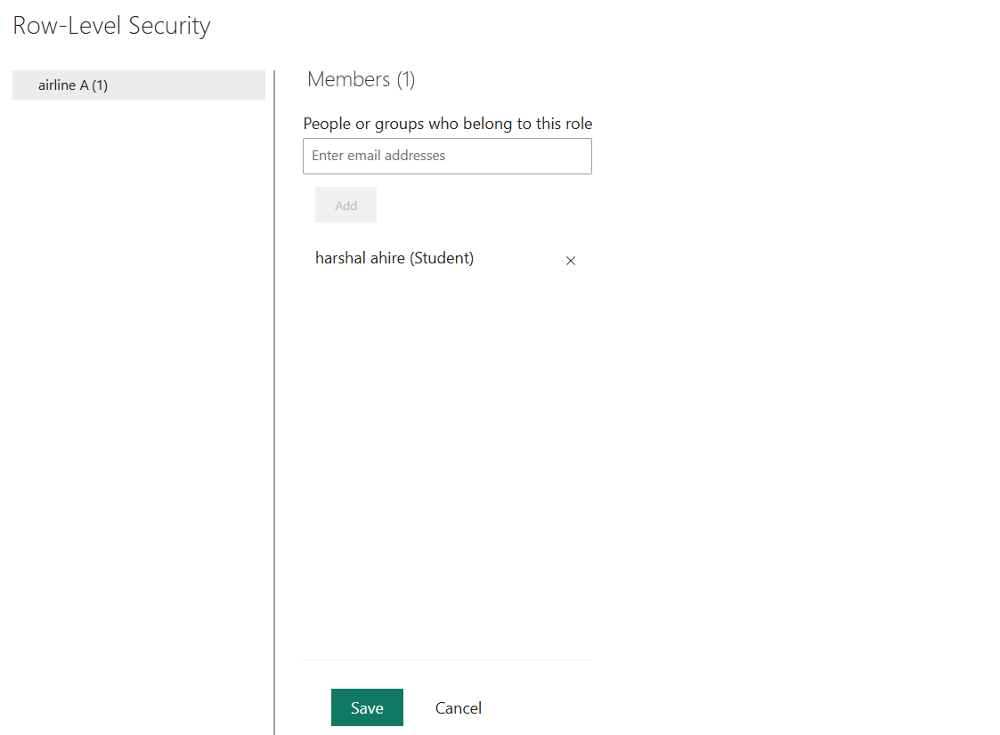 Row-Level Security
airline A (1)
Members (1)
People or groups who belong to this role
Enter email addresses
Add
harshal ahire (Student)
Save
Cancel